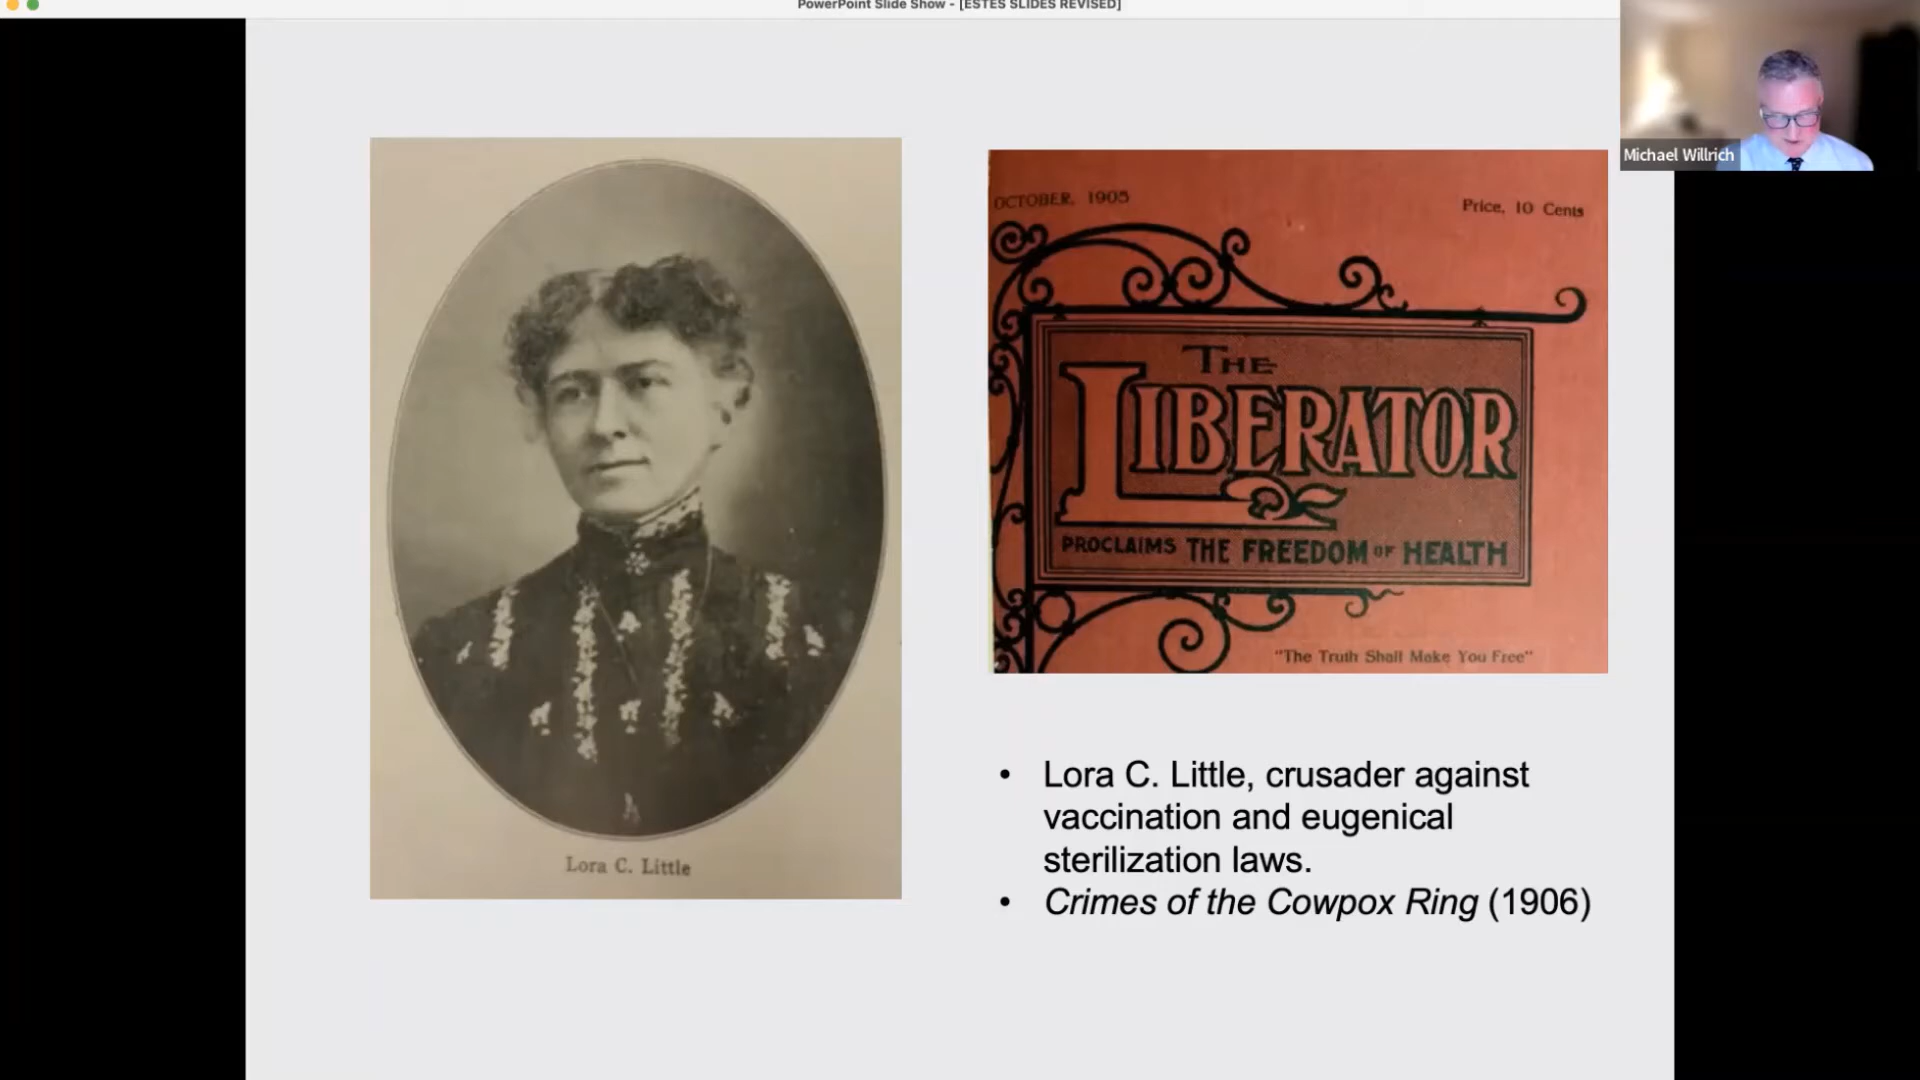 PowerPoint Slide Show - [ESTES SLIDES REVISED]
Michael Willrich
OCTOBER, 1905
Price, 10 Cents
THE
LIBERATOR
PROCLAIMS THE FREEDOM OF HEALTH
"The Truth Shall Make You Free"
Lora C. Little
• Lora C. Little, crusader against
vaccination and eugenical
sterilization laws.
• Crimes of the Cowpox Ring (1906)